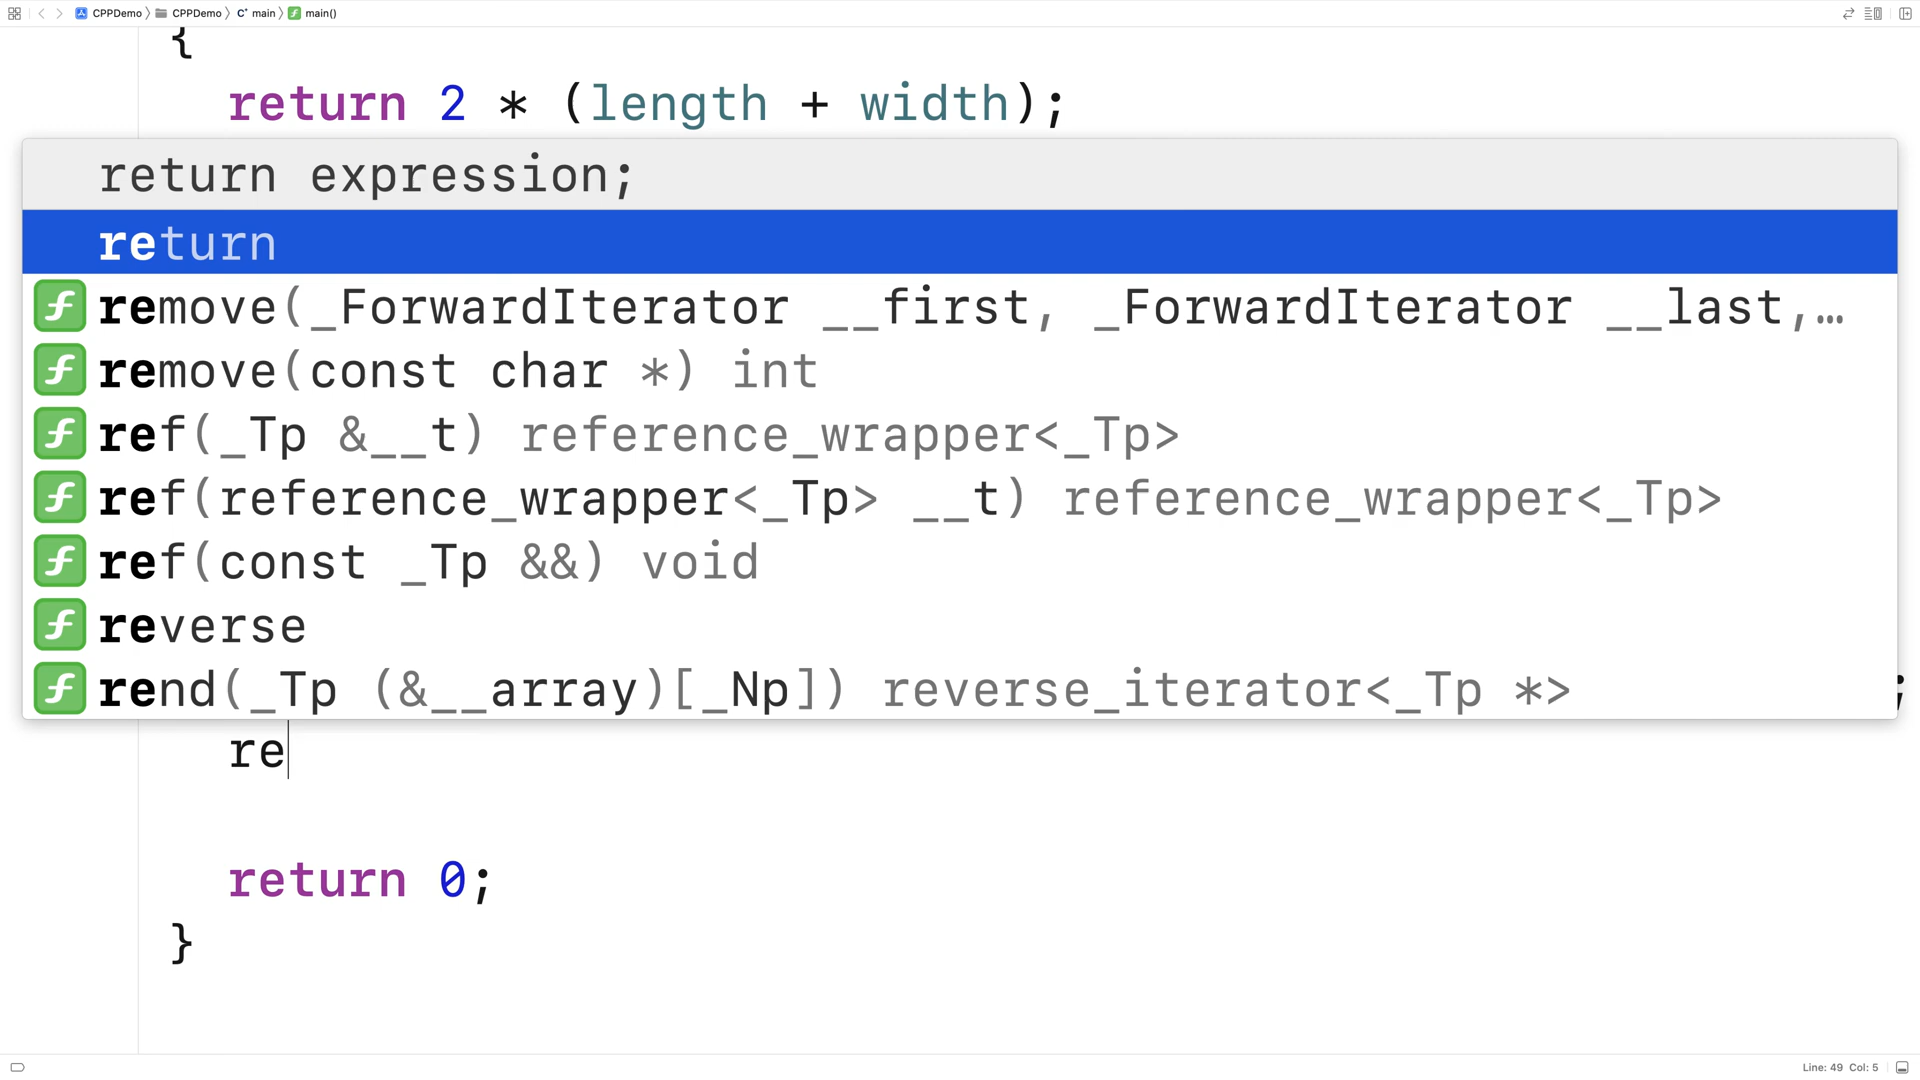 CPPDemo CPPDemo C+ main f main()
{
return 2 * (length + width);
return expression;
return
f remove(_ForwardIterator __first, _ForwardIterator __last,…
f remove(const char *) int
f ref(_Tp &__t) reference_wrapper<_Tp>
f ref(reference_wrapper<_Tp> __t) reference_wrapper<_Tp>
f ref(const _Tp &&) void
f reverse
f rend(_Tp (&__array)[_Np]) reverse_iterator<_Tp *>
;
re
return 0;
}
Line: 49 Col: 5